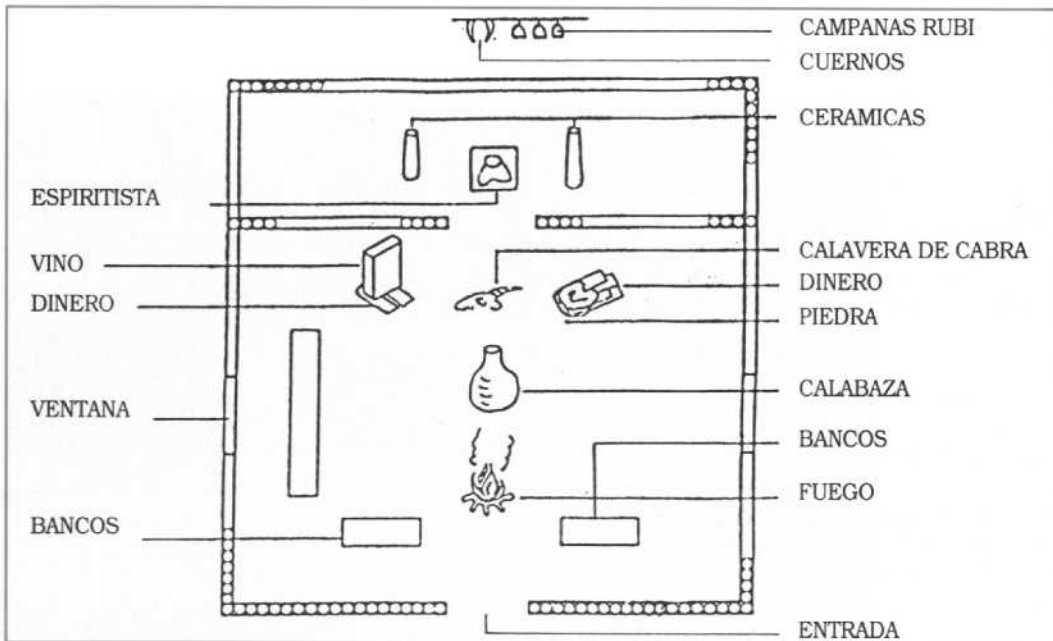 CAMPANAS RUBI
CUERNOS
CERAMICAS
ESPIRITISTA
VINO
CALAVERA DE CABRA
DINERO
DINERO
PIEDRA
VENTANA
CALABAZA
BANCOS
FUEGO
BANCOS
ENTRADA